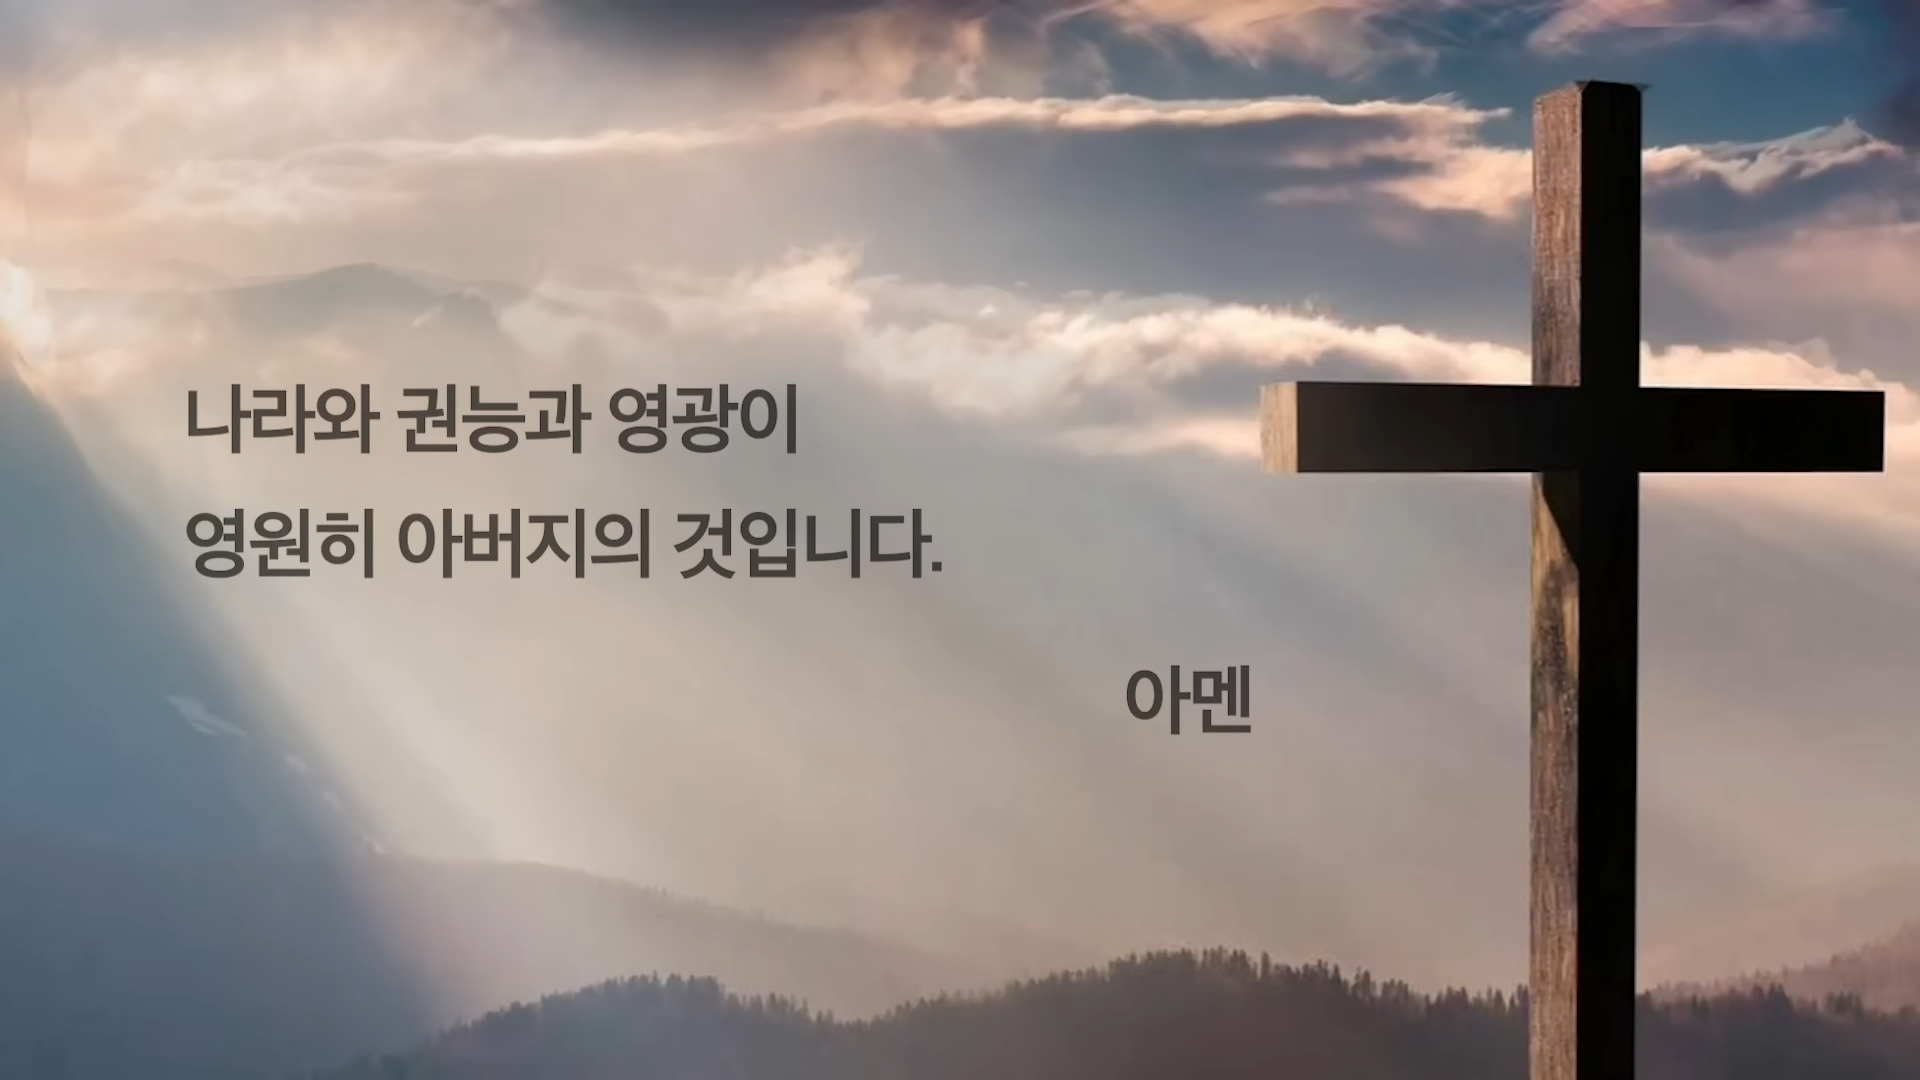 나라와 권능과 영광이
영원히 아버지의 것입니다.
아멘